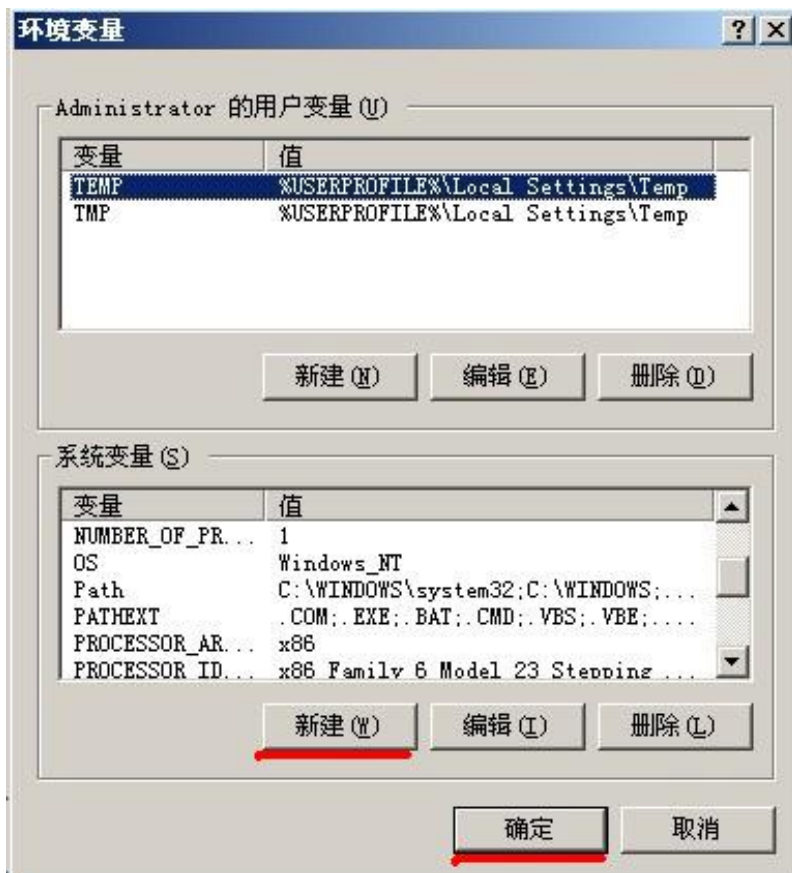 环境变量
Administrator 的用户变量(U)
变量 值
TEMP %USERPROFILE%\Local Settings\Temp
TMP %USERPROFILE%\Local Settings\Temp
新建(N) 编辑(E) 删除(D)
系统变量(S)
变量 值
NUMBER_OF_PR... 1
OS Windows_NT
Path C:\WINDOWS\system32;C:\WINDOWS;...
PATHEXT .COM;.EXE;.BAT;.CMD;.VBS;.VBE;....
PROCESSOR_AR... x86
PROCESSOR_ID... x86 Family 6 Model 23 Stepping ...
新建(W) 编辑(I) 删除(L)
确定 取消